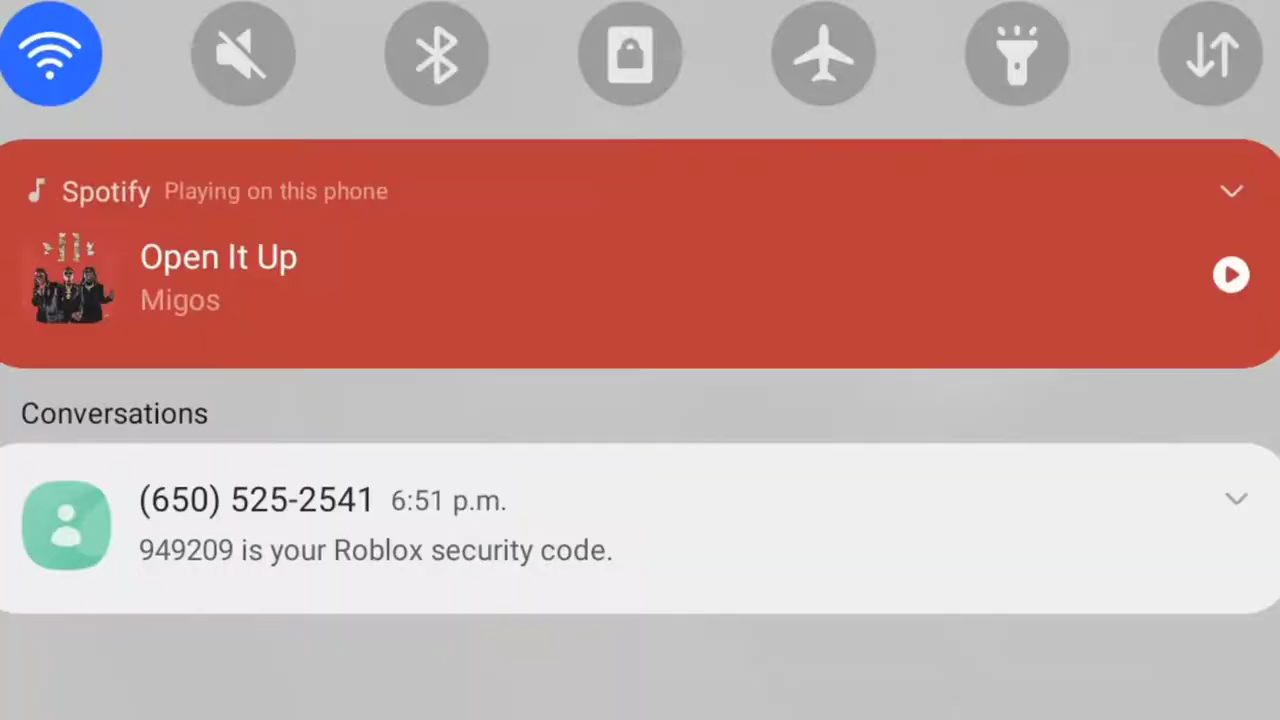 Spotify Playing on this phone
Open It Up
Migos
Conversations
(650) 525-2541 6:51 p.m.
949209 is your Roblox security code.